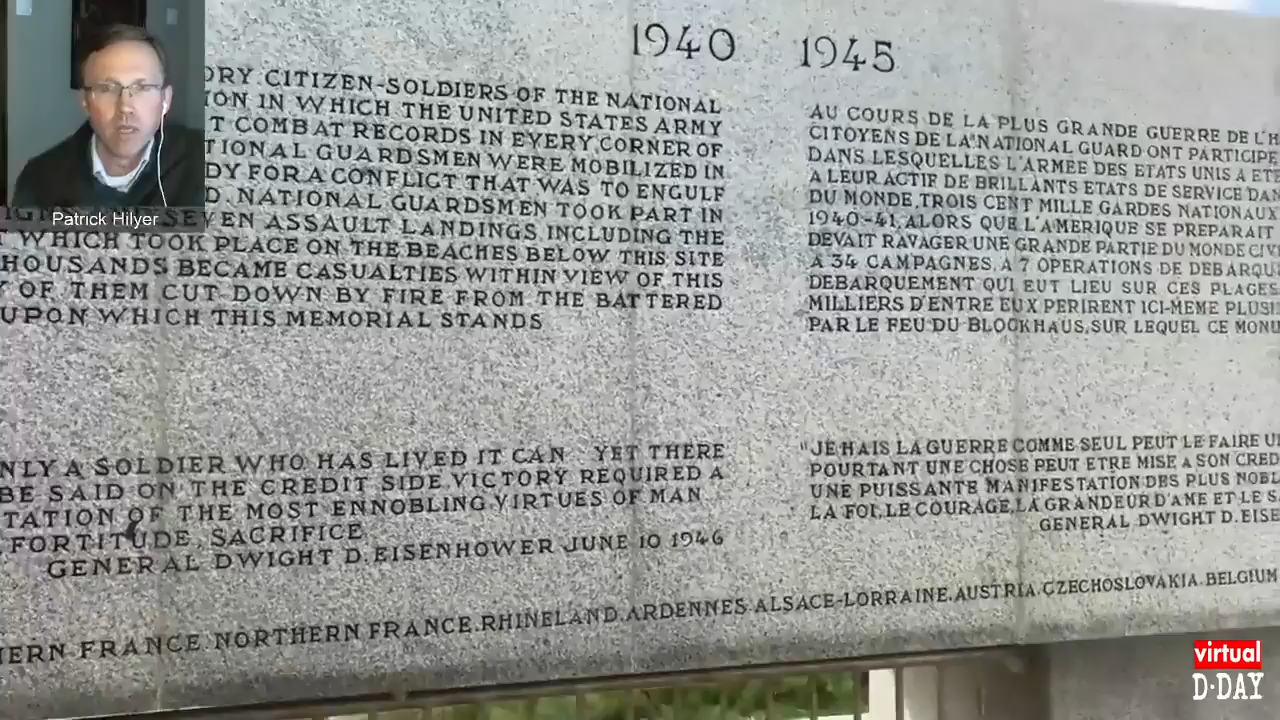 1940 1945
ORY CITIZEN-SOLDIERS OF THE NATIONAL
ION IN WHICH THE UNITED STATES ARMY
T COMBAT RECORDS IN EVERY CORNER OF
TIONAL GUARDSMEN WERE MOBILIZED IN
DY FOR A CONFLICT THAT WAS TO ENGULF
D. NATIONAL GUARDSMEN TOOK PART IN
SEVEN ASSAULT LANDINGS INCLUDING THE
T WHICH TOOK PLACE ON THE BEACHES BELOW THIS SITE
HOUSANDS BECAME CASUALTIES WITHIN VIEW OF THIS
Y OF THEM CUT DOWN BY FIRE FROM THE BATTERED
UPON WHICH THIS MEMORIAL STANDS
NLY A SOLDIER WHO HAS LIVED IT CAN YET THERE
BE SAID ON THE CREDIT SIDE. VICTORY REQUIRED A
TATION OF THE MOST ENNOBLING VIRTUES OF MAN
FORTITUDE, SACRIFICE
GENERAL DWIGHT D. EISENHOWER JUNE 10 1946
AU COURS DE LA PLUS GRANDE GUERRE DE L'H
CITOYENS DE LA "NATIONAL GUARD ONT PARTICIPE
DANS LESQUELLES L'ARMEE DES ETATS UNIS A ETE
A LEUR ACTIF DE BRILLANTS ETATS DE SERVICE DAN
DU MONDE, TROIS CENT MILLE GARDES NATIONAUX
1940-41, ALORS QUE L'AMERIQUE SE PREPARAIT
DEVAIT RAVAGER UNE GRANDE PARTIE DU MONDE CIV
A 34 CAMPAGNES, A 7 OPERATIONS DE DEBARQU
DEBARQUEMENT QUI EUT LIEU SUR CES PLAGES
MILLIERS D'ENTRE EUX PERIRENT ICI-MEME PLUSI
PAR LE FEU DU BLOCKHAUS, SUR LEQUEL CE MONU
"JE HAIS LA GUERRE COMME SEUL PEUT LE FAIRE U
POURTANT UNE CHOSE PEUT ETRE MISE A SON CRED
UNE PUISSANTE MANIFESTATION DES PLUS NOBL
LA FOI, LE COURAGE, LA GRANDEUR D'AME ET LE S
GENERAL DWIGHT D. EISE
HERN FRANCE. NORTHERN FRANCE. RHINELAND. ARDENNES. ALSACE-LORRAINE. AUSTRIA. CZECHOSLOVAKIA. BELGIUM
Patrick Hilyer
virtual
D-DAY